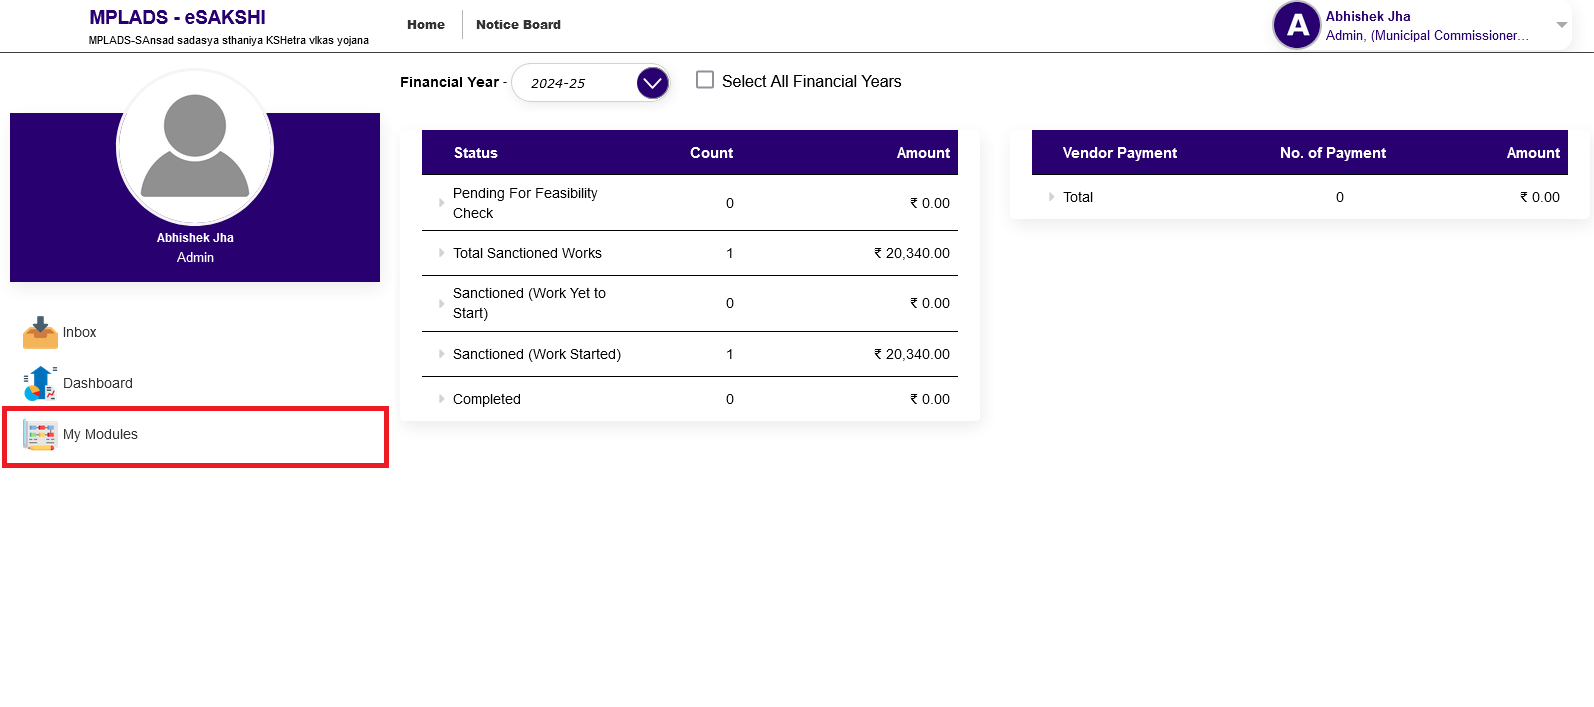 MPLADS - eSAKSHI
MPLADS-SAnsad sadasya sthaniya KSHetra vIkas yojana
Home
Notice Board
A
Abhishek Jha
Admin, (Municipal Commissioner...
Abhishek Jha
Admin
Inbox
Dashboard
My Modules
Financial Year - 2024-25
Select All Financial Years
Status Count Amount
Pending For Feasibility
Check
0 ₹ 0.00
Total Sanctioned Works 1 ₹ 20,340.00
Sanctioned (Work Yet to
Start)
0 ₹ 0.00
Sanctioned (Work Started) 1 ₹ 20,340.00
Completed 0 ₹ 0.00
Vendor Payment No. of Payment Amount
Total 0 ₹ 0.00